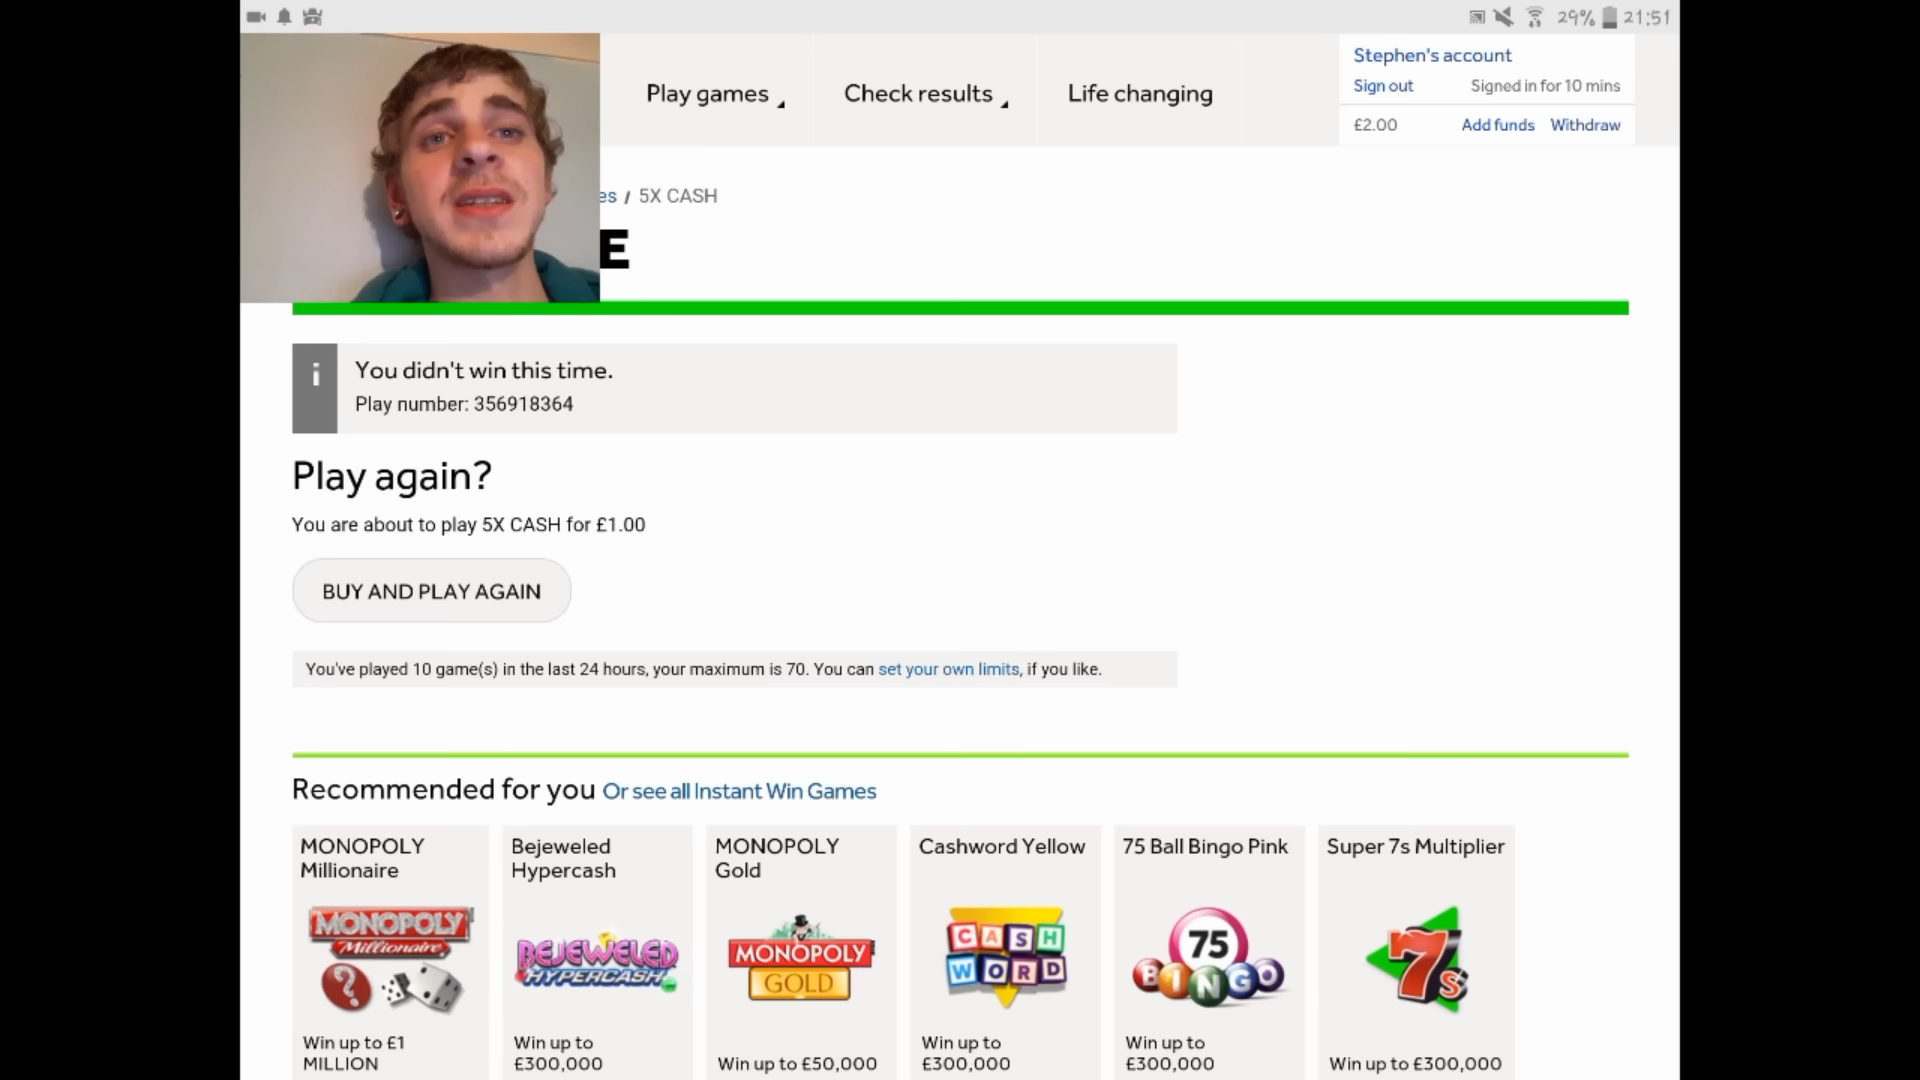 29% 21:51
Play games
Check results
Life changing
Stephen's account
Sign out Signed in for 10 mins
£2.00 Add funds Withdraw
es / 5X CASH
E
i
You didn't win this time.
Play number: 356918364
Play again?
You are about to play 5X CASH for £1.00
BUY AND PLAY AGAIN
You've played 10 game(s) in the last 24 hours, your maximum is 70. You can set your own limits, if you like.
Recommended for you Or see all Instant Win Games
MONOPOLY
Millionaire
MONOPOLY
Millionaire
?
Win up to £1
MILLION
Bejeweled
Hypercash
BEJEWELED
HYPERCASH
Win up to
£300,000
MONOPOLY
Gold
MONOPOLY
GOLD
Win up to £50,000
Cashword Yellow
CASH
WORD
Win up to
£300,000
75 Ball Bingo Pink
75
BINGO
Win up to
£300,000
Super 7s Multiplier
7s
Win up to £300,000